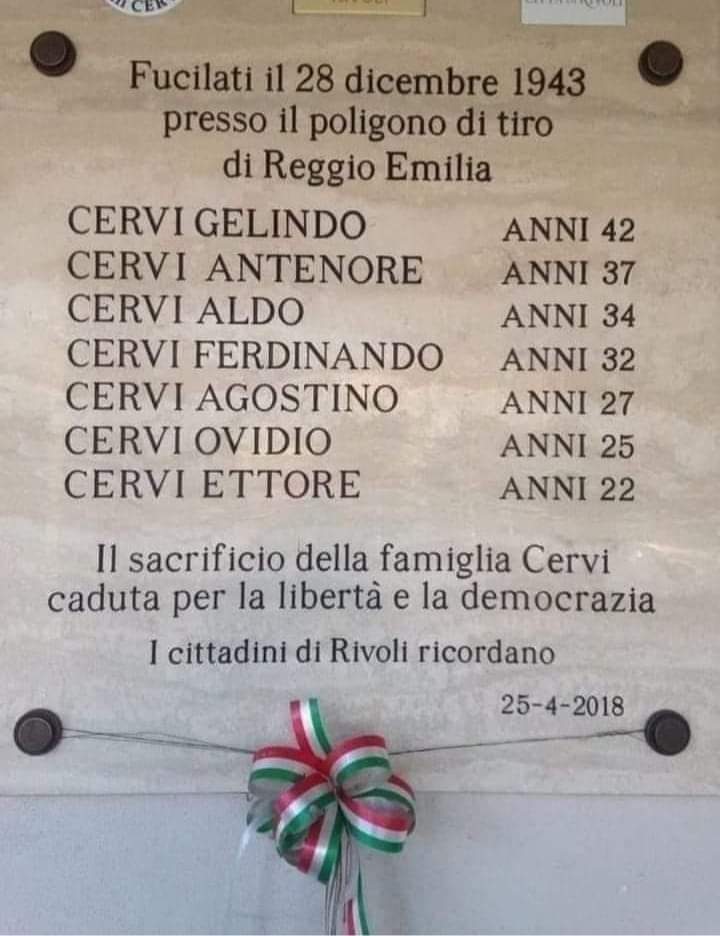 Fucilati il 28 dicembre 1943
presso il poligono di tiro
di Reggio Emilia
CERVI GELINDO ANNI 42
CERVI ANTENORE ANNI 37
CERVI ALDO ANNI 34
CERVI FERDINANDO ANNI 32
CERVI AGOSTINO ANNI 27
CERVI OVIDIO ANNI 25
CERVI ETTORE ANNI 22
Il sacrificio della famiglia Cervi
caduta per la libertà e la democrazia
I cittadini di Rivoli ricordano
25-4-2018